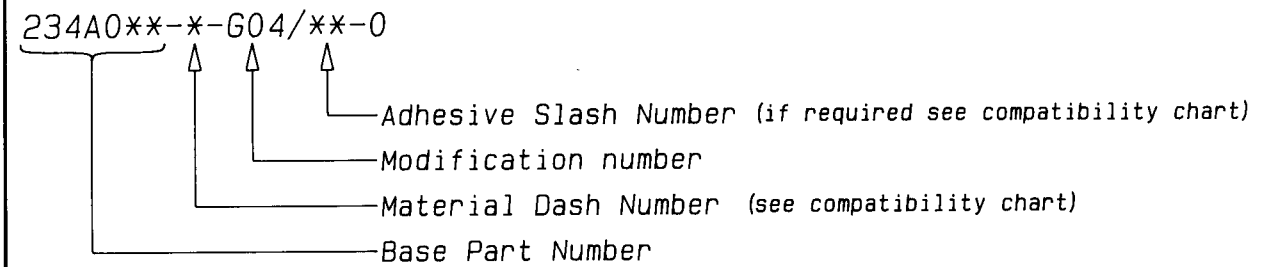 234A0**-*-G04/**-0
Adhesive Slash Number (if required see compatibility chart)
Modification number
Material Dash Number (see compatibility chart)
Base Part Number